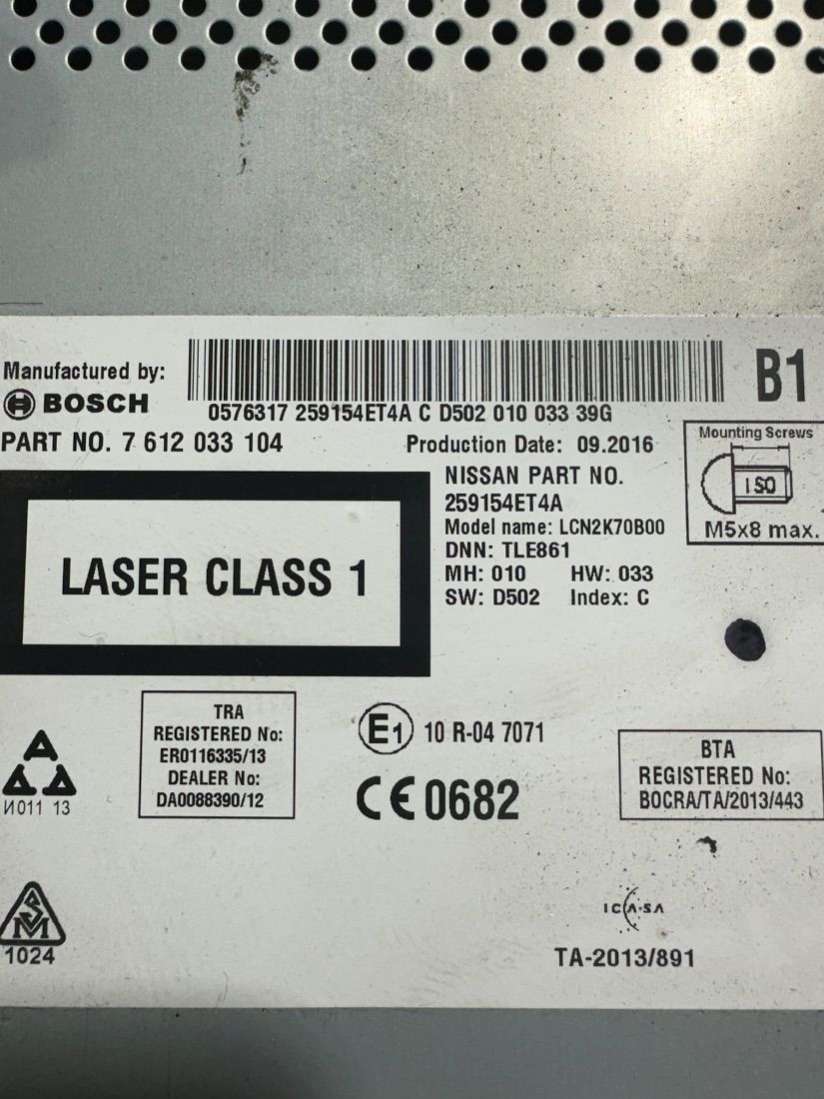 Manufactured by:
BOSCH
0576317 259154ET4A C D502 010 033 39G
B1
PART NO. 7 612 033 104
Production Date: 09.2016
Mounting Screws
ISO
M5x8 max.
NISSAN PART NO.
259154ET4A
Model name: LCN2K70B00
DNN: TLE861
MH: 010 HW: 033
SW: D502 Index: C
LASER CLASS 1
TRA
REGISTERED No:
ER0116335/13
DEALER No:
DA0088390/12
E1 10 R-04 7071
CE 0682
BTA
REGISTERED No:
BOCRA/TA/2013/443
И011 13
SM
1024
ICASA
TA-2013/891